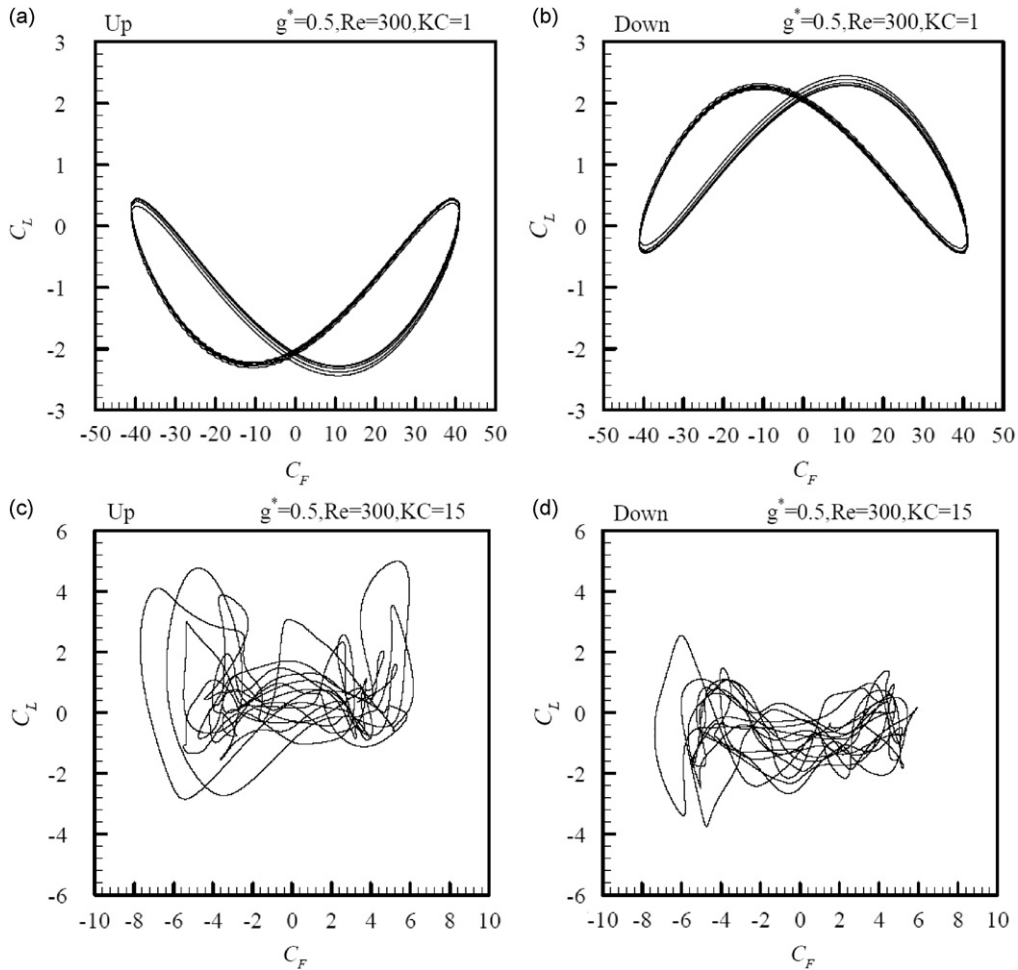 (a) Up g*=0.5,Re=300,KC=1
3
2
1
0
-1
-2
-3
C_L
-50 -40 -30 -20 -10 0 10 20 30 40 50
C_F
(b) Down g*=0.5,Re=300,KC=1
3
2
1
0
-1
-2
-3
C_L
-50 -40 -30 -20 -10 0 10 20 30 40 50
C_F
(c) Up g*=0.5,Re=300,KC=15
6
4
2
0
-2
-4
-6
C_L
-10 -8 -6 -4 -2 0 2 4 6 8 10
C_F
(d) Down g*=0.5,Re=300,KC=15
6
4
2
0
-2
-4
-6
C_L
-10 -8 -6 -4 -2 0 2 4 6 8 10
C_F